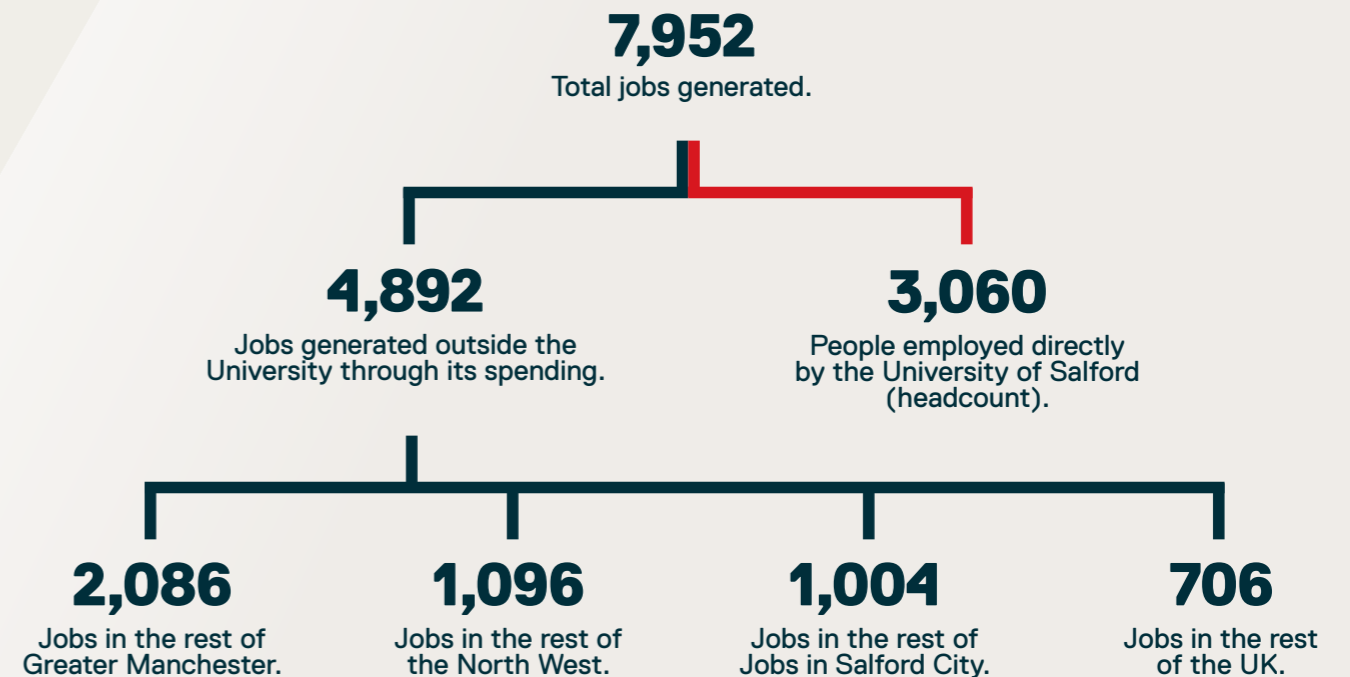 7,952
Total jobs generated.
4,892
Jobs generated outside the
University through its spending.
3,060
People employed directly
by the University of Salford
(headcount).
2,086
Jobs in the rest of
Greater Manchester.
1,096
Jobs in the rest of
the North West.
1,004
Jobs in the rest of
Jobs in Salford City.
706
Jobs in the rest
of the UK.